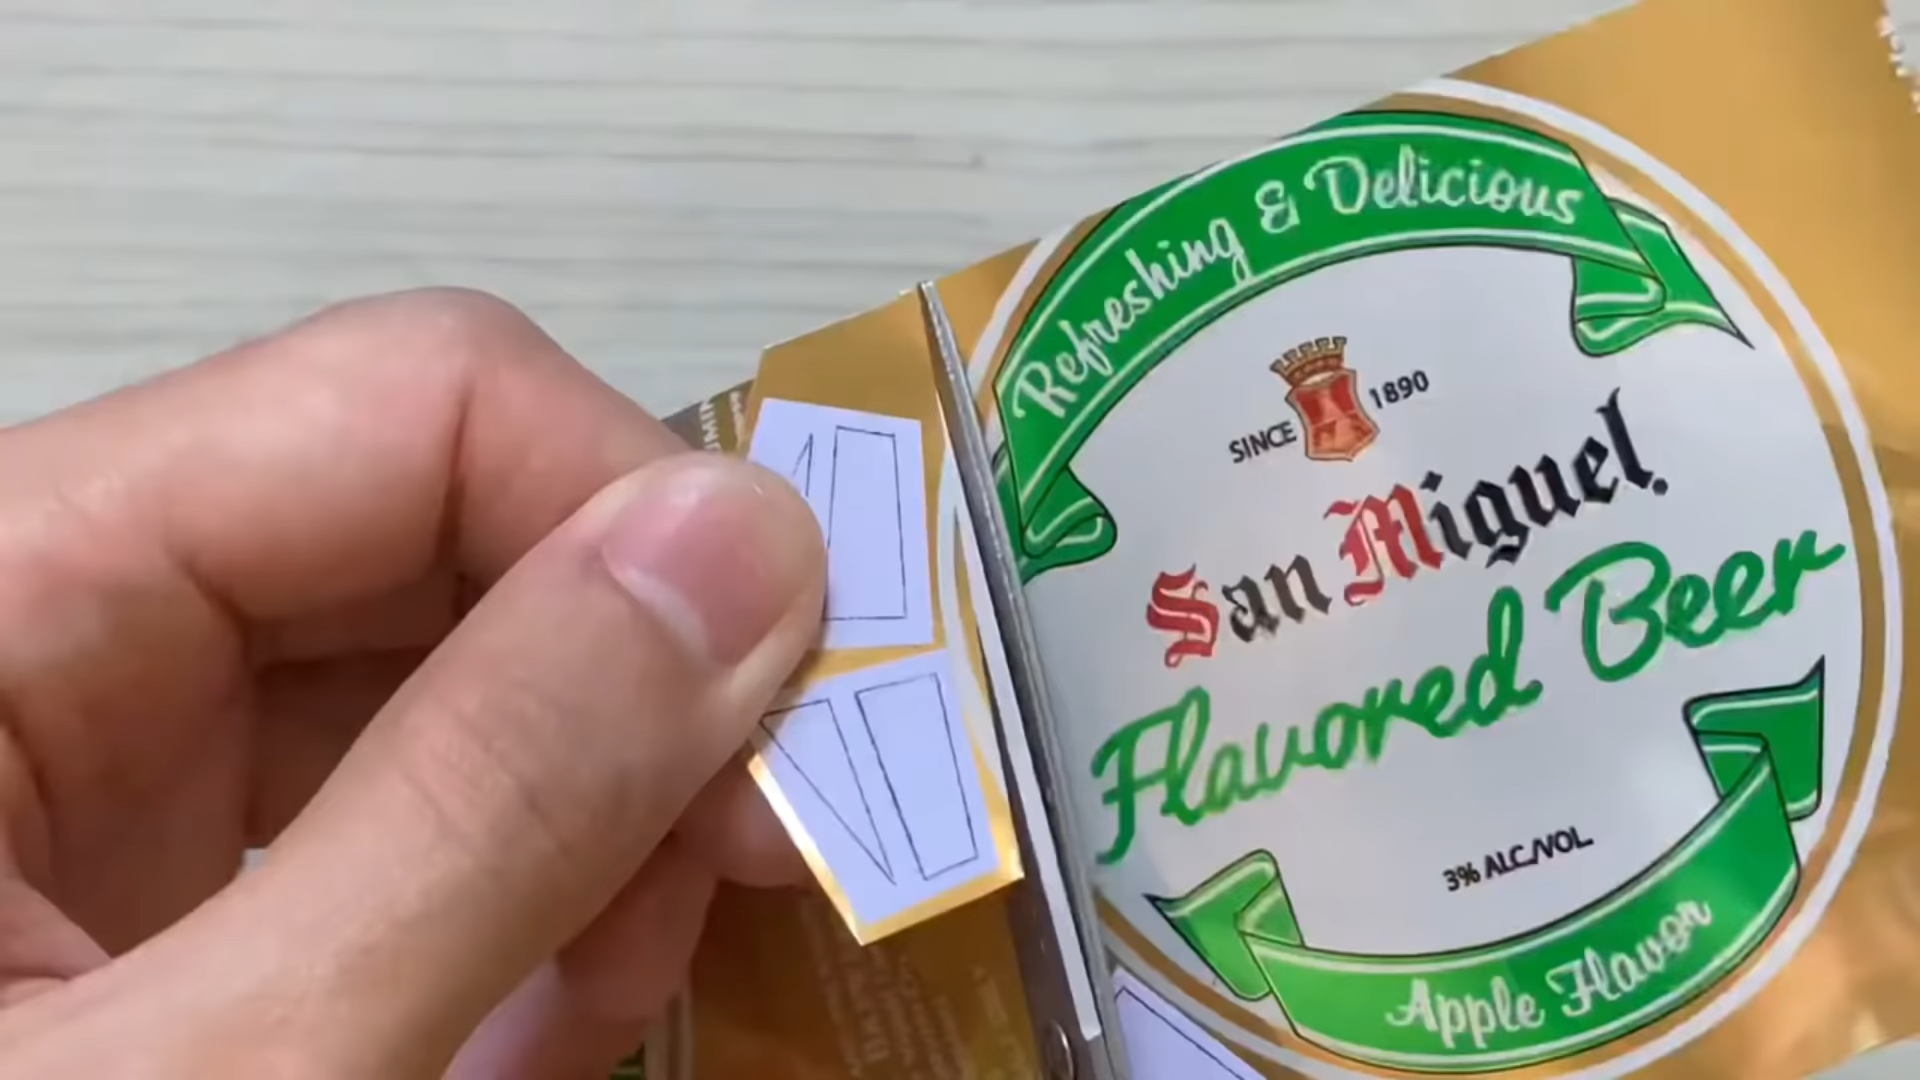 Refreshing & Delicious
SINCE 1890
San Miguel
Flavored Beer
3% ALC./VOL.
Apple Flavor